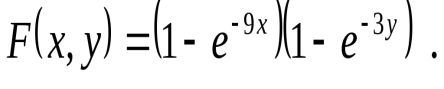 F(x, y) = (1 - e^{-9x})(1 - e^{-3y}) .